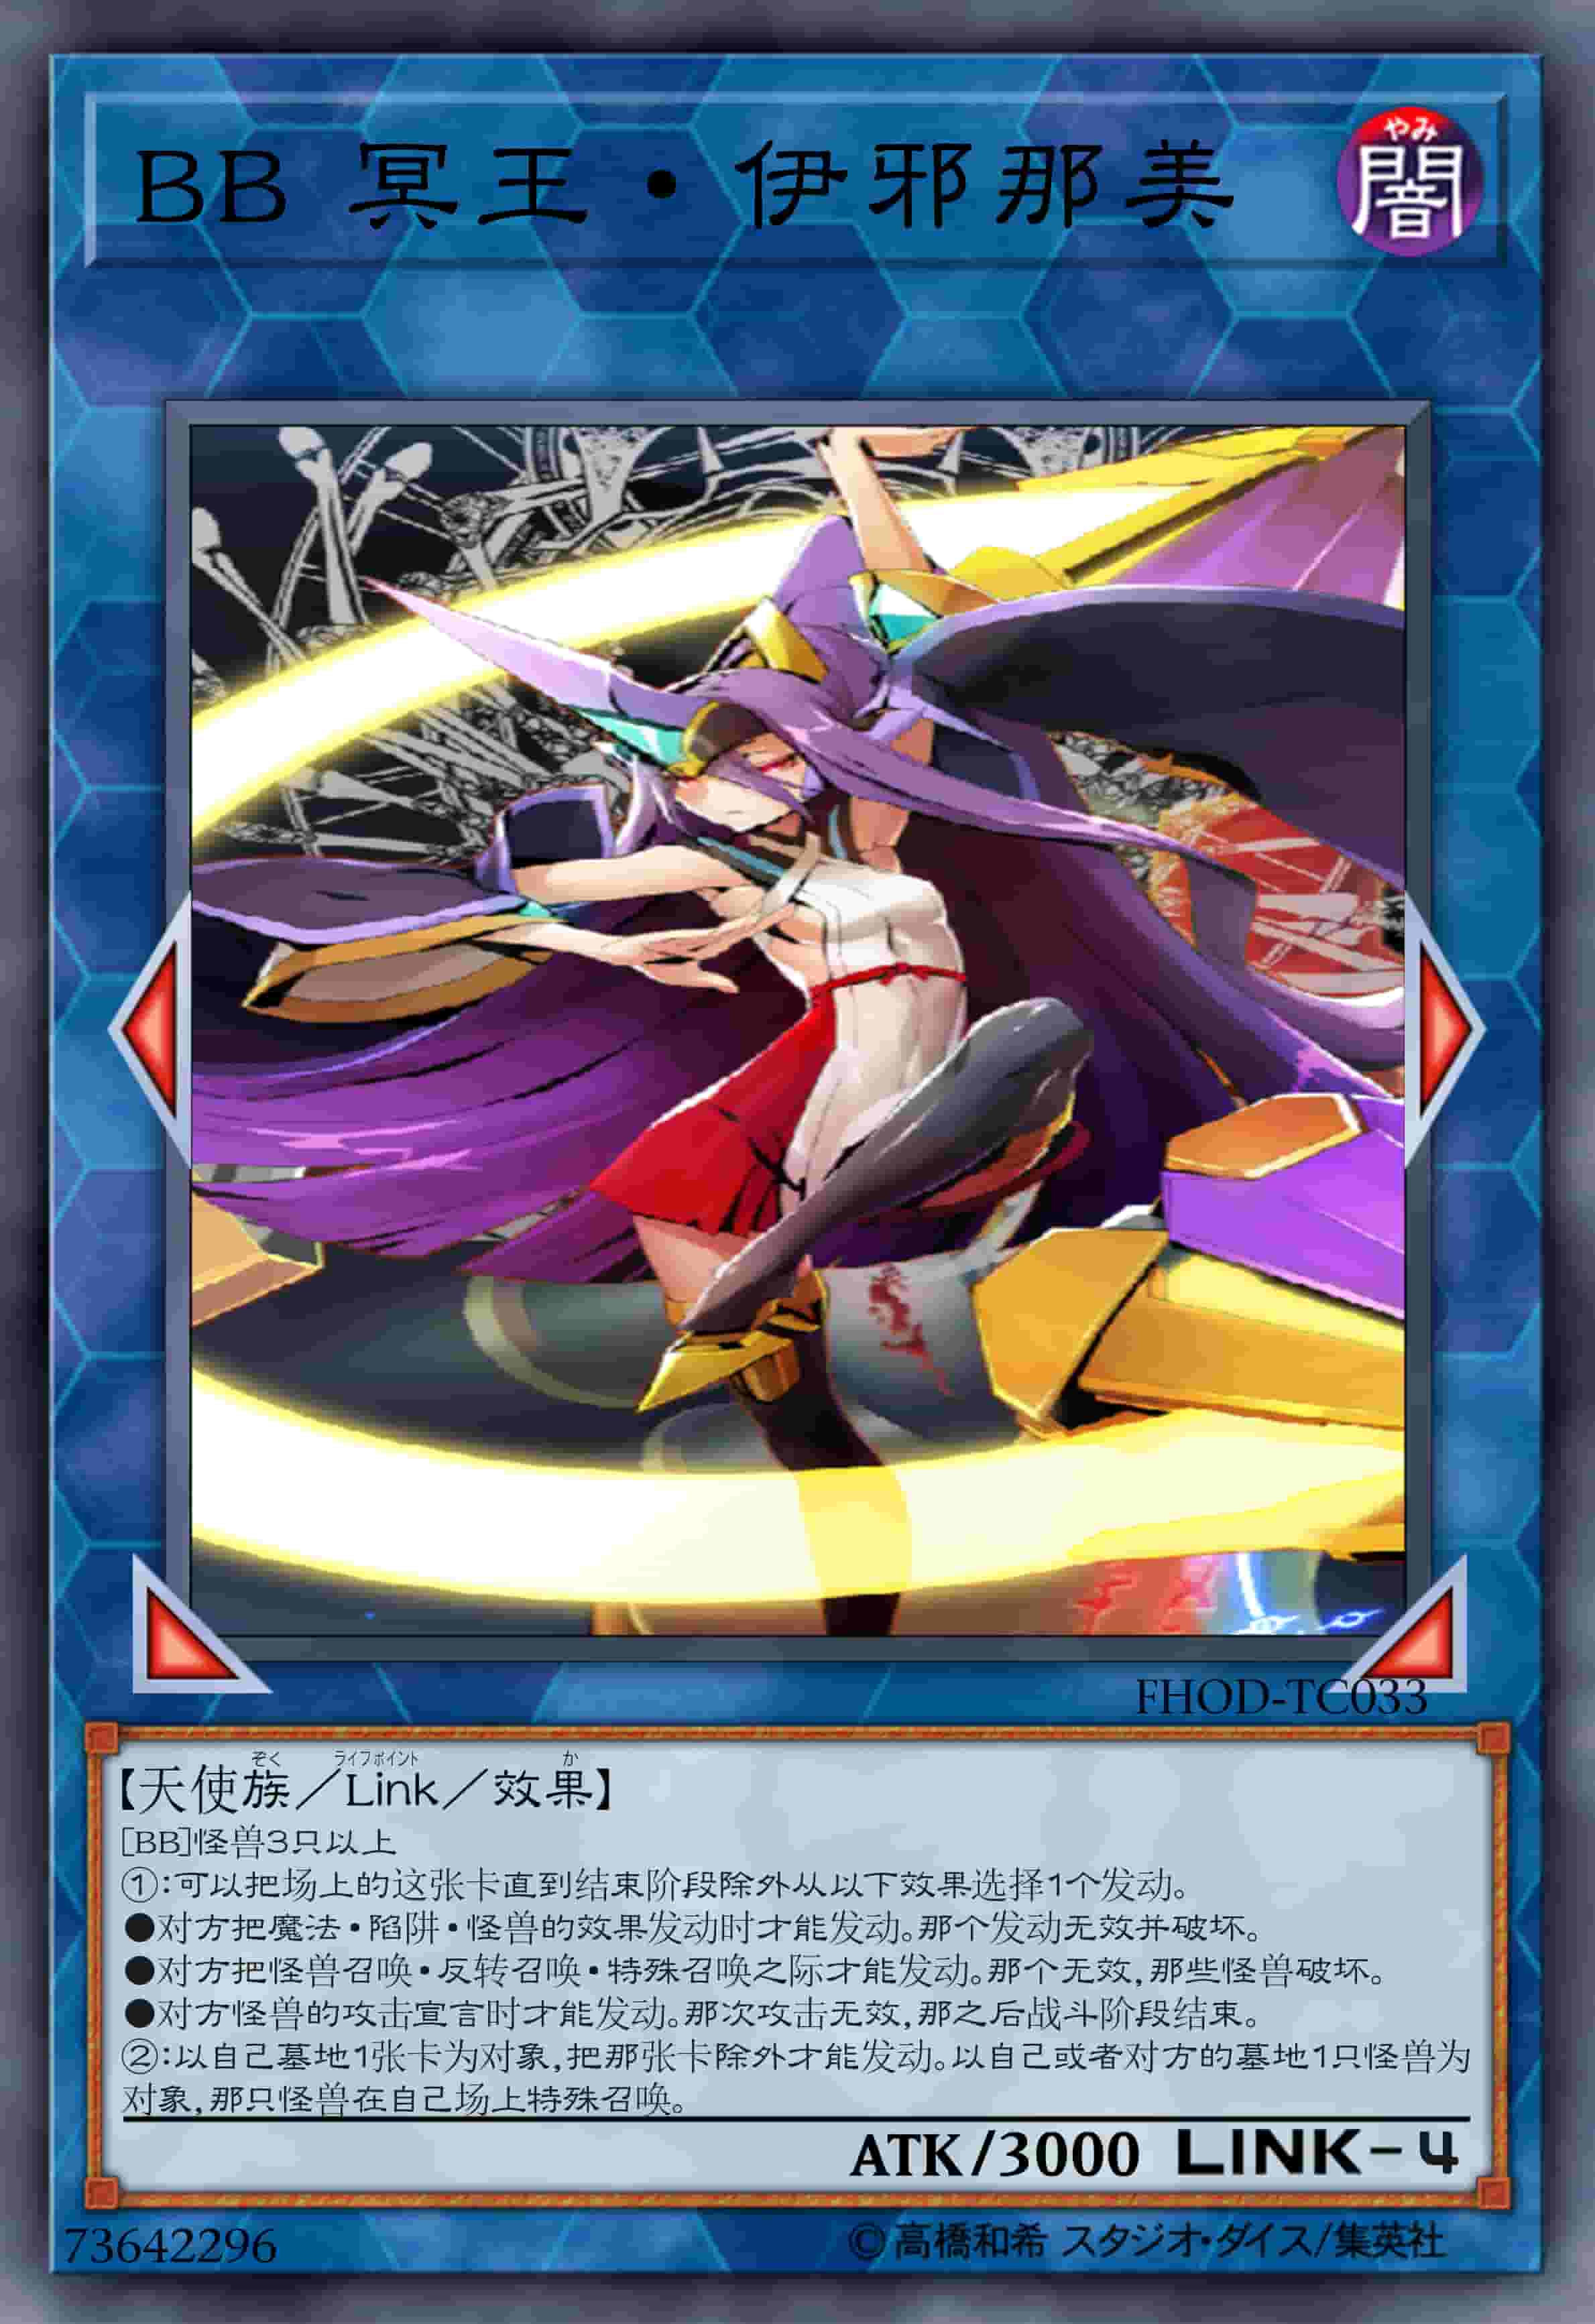 BB 冥王・伊邪那美
やみ
闇
FHOD-TC033
ぞく ライフポイント か
【天使族／Link／效果】
[BB]怪兽3只以上
①:可以把场上的这张卡直到结束阶段除外从以下效果选择1个发动。
●对方把魔法·陷阱·怪兽的效果发动时才能发动。那个发动无效并破坏。
●对方把怪兽召唤·反转召唤·特殊召唤之际才能发动。那个无效,那些怪兽破坏。
●对方怪兽的攻击宣言时才能发动。那次攻击无效,那之后战斗阶段结束。
②:以自己墓地1张卡为对象,把那张卡除外才能发动。以自己或者对方的墓地1只怪兽为
对象,那只怪兽在自己场上特殊召唤。
ATK/3000 LINK-4
73642296
©高橋和希 スタジオ・ダイス/集英社